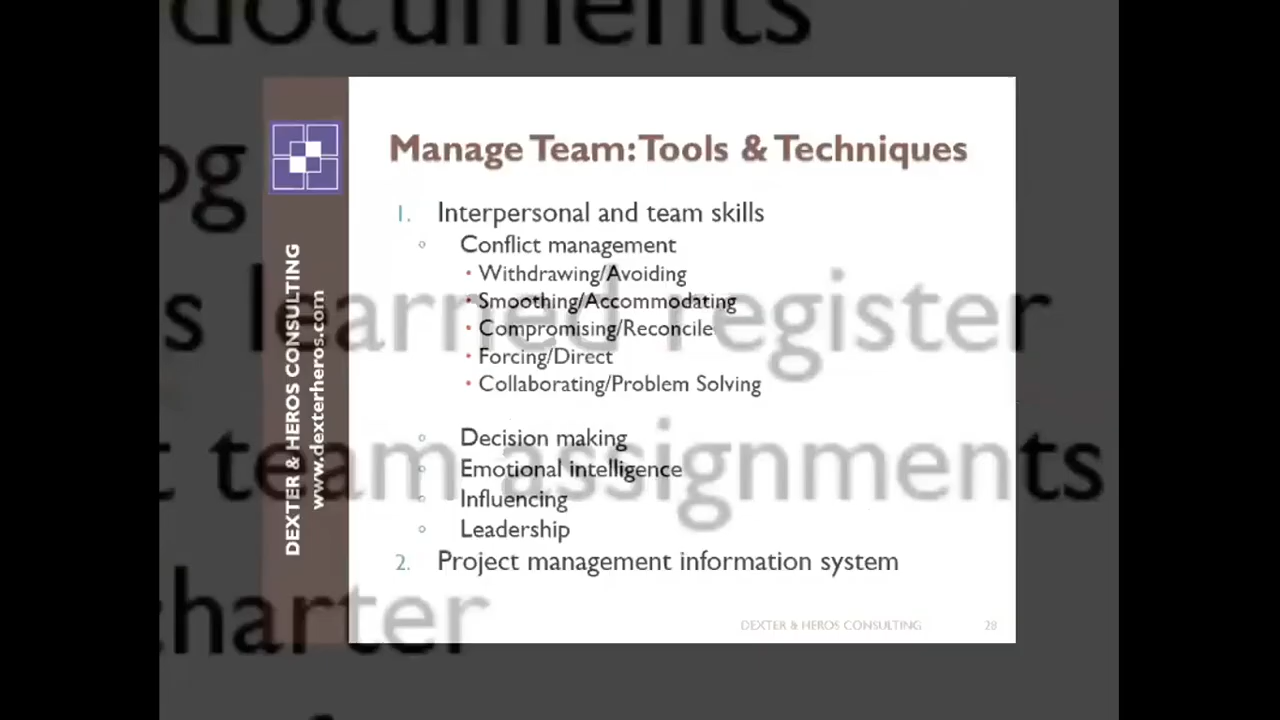 documents
Manage Team: Tools & Techniques
1. Interpersonal and team skills
◦ Conflict management
• Withdrawing/Avoiding
• Smoothing/Accommodating
• Compromising/Reconcile
• Forcing/Direct
• Collaborating/Problem Solving
◦ Decision making
◦ Emotional intelligence
◦ Influencing
◦ Leadership
2. Project management information system
DEXTER & HEROS CONSULTING
28
DEXTER & HEROS CONSULTING
www.dexterheros.com
og
s learned register
t team assignments
charter